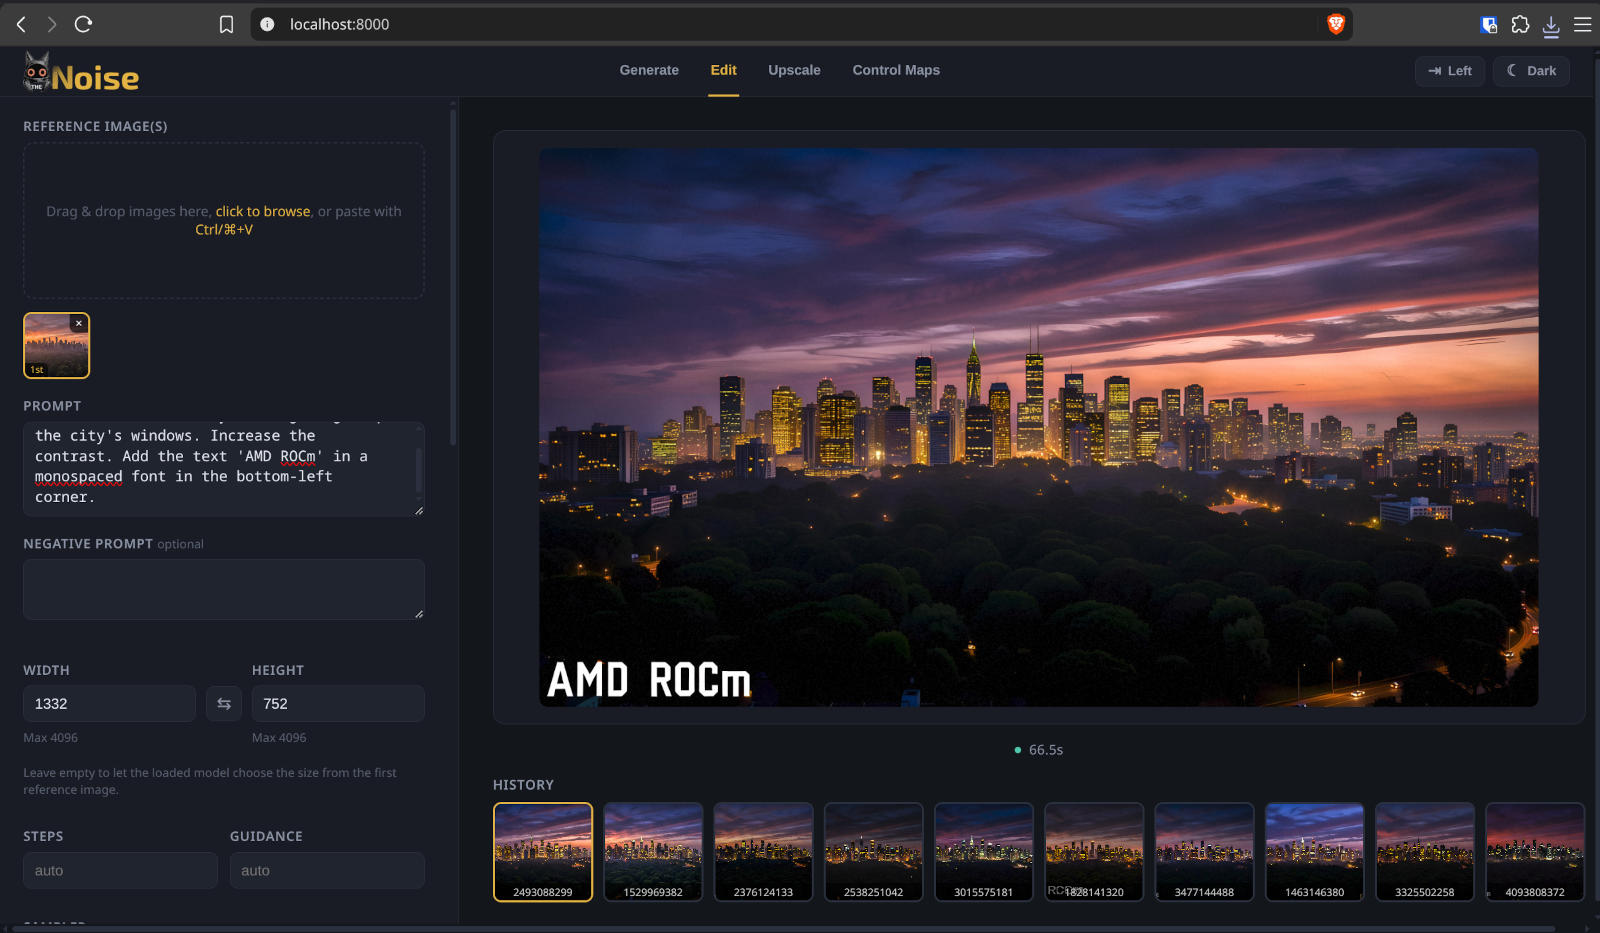 localhost:8000
THE Noise
Generate
Edit
Upscale
Control Maps
Left
Dark
REFERENCE IMAGE(S)
Drag & drop images here, click to browse, or paste with
Ctrl/⌘+V
1st
PROMPT
the city's windows. Increase the
contrast. Add the text 'AMD ROCm' in a
monospaced font in the bottom-left
corner.
NEGATIVE PROMPT optional
WIDTH
HEIGHT
1332
752
Max 4096
Max 4096
Leave empty to let the loaded model choose the size from the first
reference image.
STEPS
GUIDANCE
auto
auto
AMD ROCm
66.5s
HISTORY
2493088299
1529969382
2376124133
2538251042
3015575181
1828141320
3477144488
1463146380
3325502258
4093808372